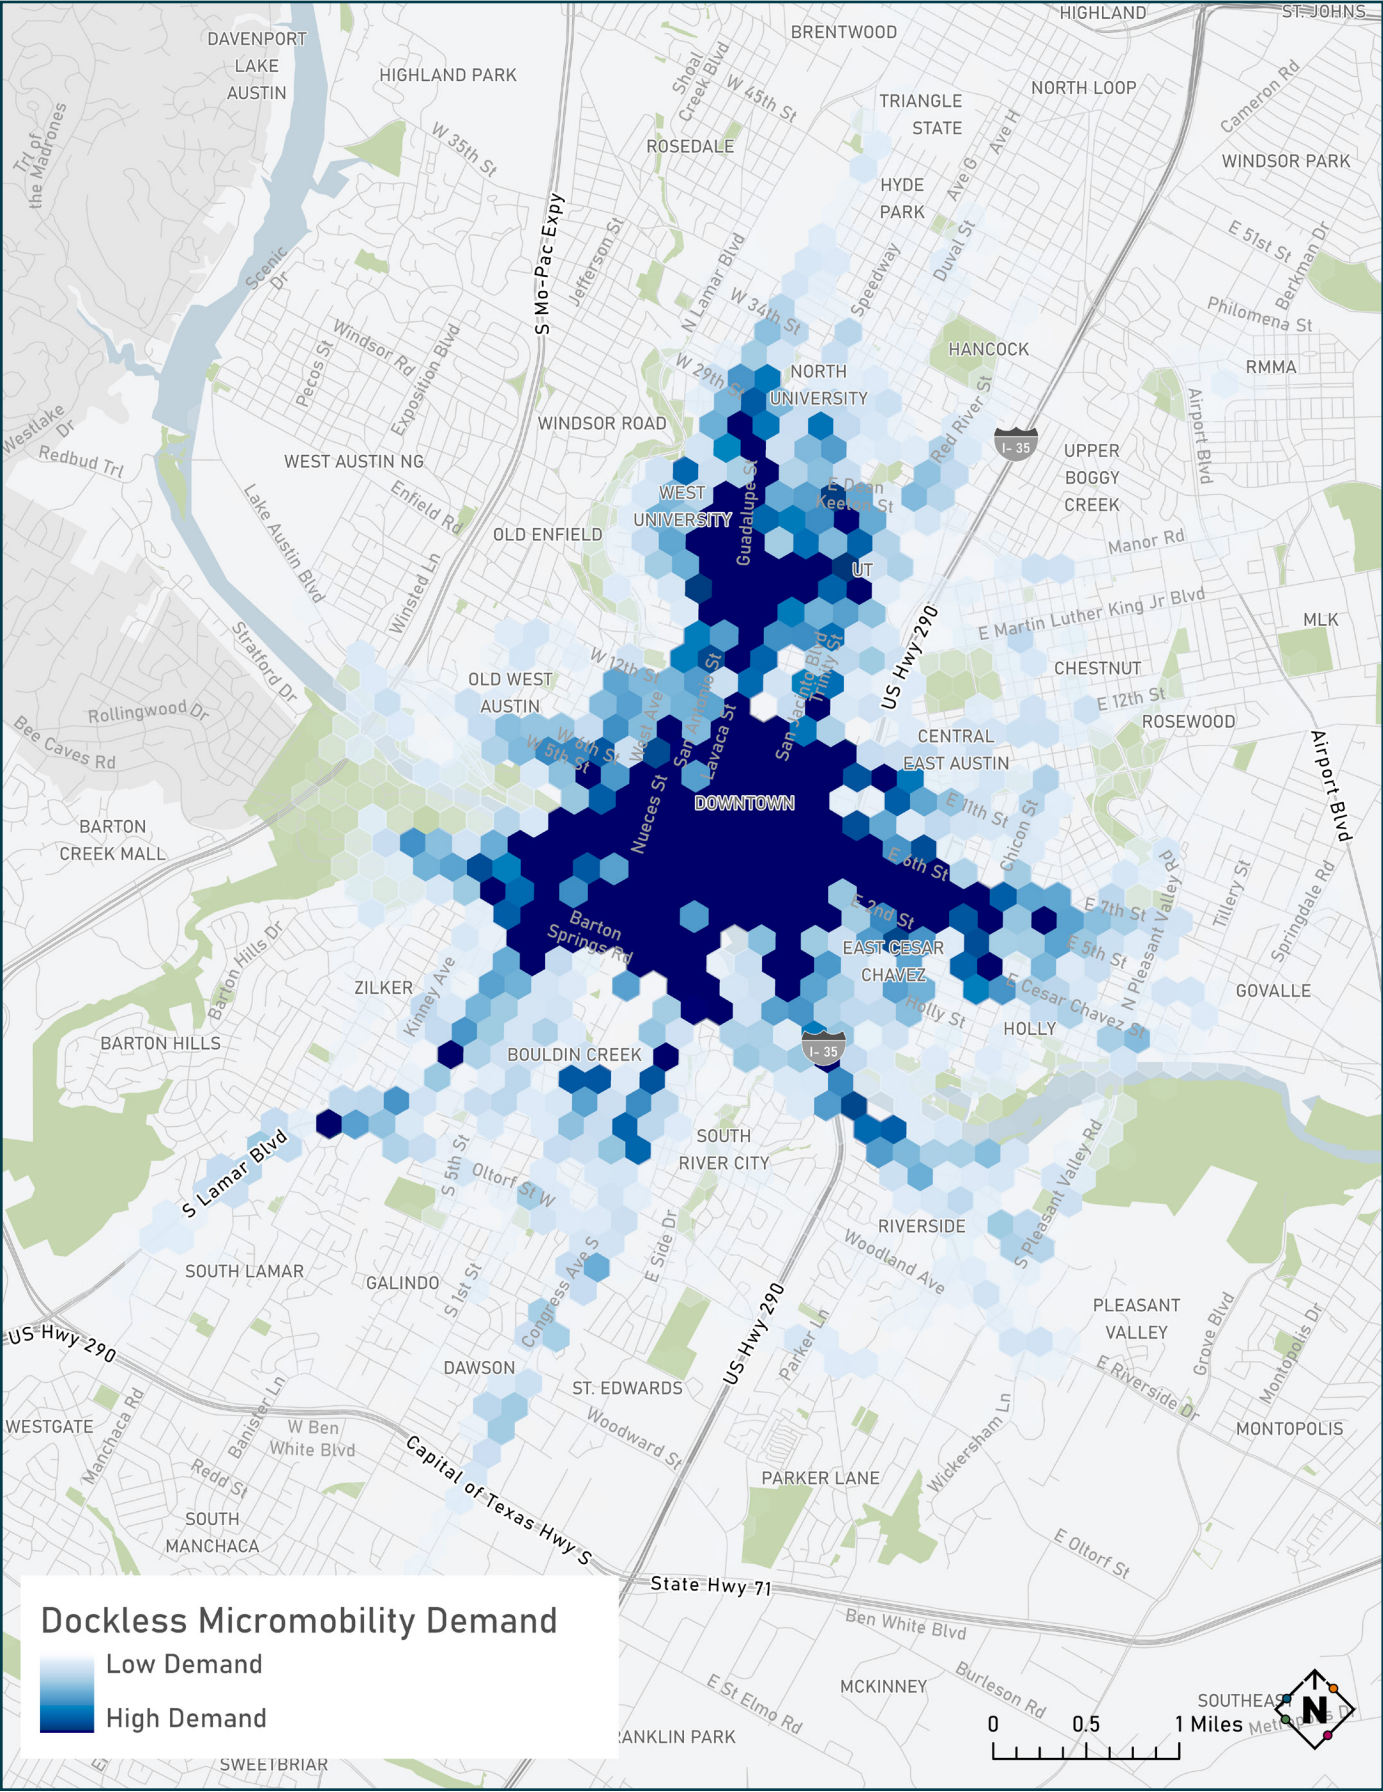 HIGHLAND
ST. JOHNS
DAVENPORT
LAKE
AUSTIN
BRENTWOOD
HIGHLAND PARK
Shoal
Creek Blvd
W 45th St
NORTH LOOP
Cameron Rd
TRIANGLE
STATE
Ave H
Trl of
the Madrones
W 35th St
ROSEDALE
WINDSOR PARK
Ave G
HYDE
PARK
S Mo-Pac Expy
Jefferson St
N Lamar Blvd
Speedway
Duval St
E 51st St
Berkman Dr
Scenic
Dr
W 34th St
Philomena St
Windsor Rd
Pecos St
Exposition Blvd
HANCOCK
W 29th St
NORTH
UNIVERSITY
RMMA
Red River St
Airport Blvd
Westlake
Dr
WINDSOR ROAD
I- 35
Redbud Trl
WEST AUSTIN NG
UPPER
BOGGY
CREEK
Enfield Rd
WEST
UNIVERSITY
Guadalupe St
E Dean
Keeton St
Lake Austin Blvd
OLD ENFIELD
Manor Rd
Winsted Ln
UT
US Hwy 290
E Martin Luther King Jr Blvd
MLK
Stratford Dr
W 12th St
San Jacinto Blvd
Trinity St
CHESTNUT
OLD WEST
AUSTIN
West Ave
San Antonio St
Lavaca St
E 12th St
ROSEWOOD
Rollingwood Dr
Bee Caves Rd
W 6th St
W 5th St
CENTRAL
EAST AUSTIN
Airport Blvd
Nueces St
DOWNTOWN
E 11th St
Chicon St
BARTON
CREEK MALL
E 6th St
N Pleasant Valley Rd
Tillery St
Springdale Rd
E 2nd St
E 7th St
Barton
Springs Rd
EAST CESAR
CHAVEZ
E 5th St
Barton Hills Dr
Kinney Ave
ZILKER
E Cesar Chavez St
GOVALLE
Holly St
HOLLY
BARTON HILLS
BOULDIN CREEK
I- 35
S Lamar Blvd
SOUTH
RIVER CITY
S 5th St
Oltorf St W
S Pleasant Valley Rd
E Side Dr
RIVERSIDE
Woodland Ave
SOUTH LAMAR
GALINDO
S 1st St
Congress Ave S
US Hwy 290
US Hwy 290
Parker Ln
PLEASANT
VALLEY
Grove Blvd
Montopolis Dr
DAWSON
E Riverside Dr
ST. EDWARDS
WESTGATE
Manchaca Rd
Banister Ln
W Ben
White Blvd
Woodward St
Wickersham Ln
MONTOPOLIS
Capital of Texas Hwy S
Redd St
PARKER LANE
SOUTH
MANCHACA
E Oltorf St
State Hwy 71
Ben White Blvd
Dockless Micromobility Demand
Low Demand
High Demand
E St Elmo Rd
MCKINNEY
Burleson Rd
SOUTHEAS
N
0 0.5 1 Miles
RANKLIN PARK
SWEETBRIAR